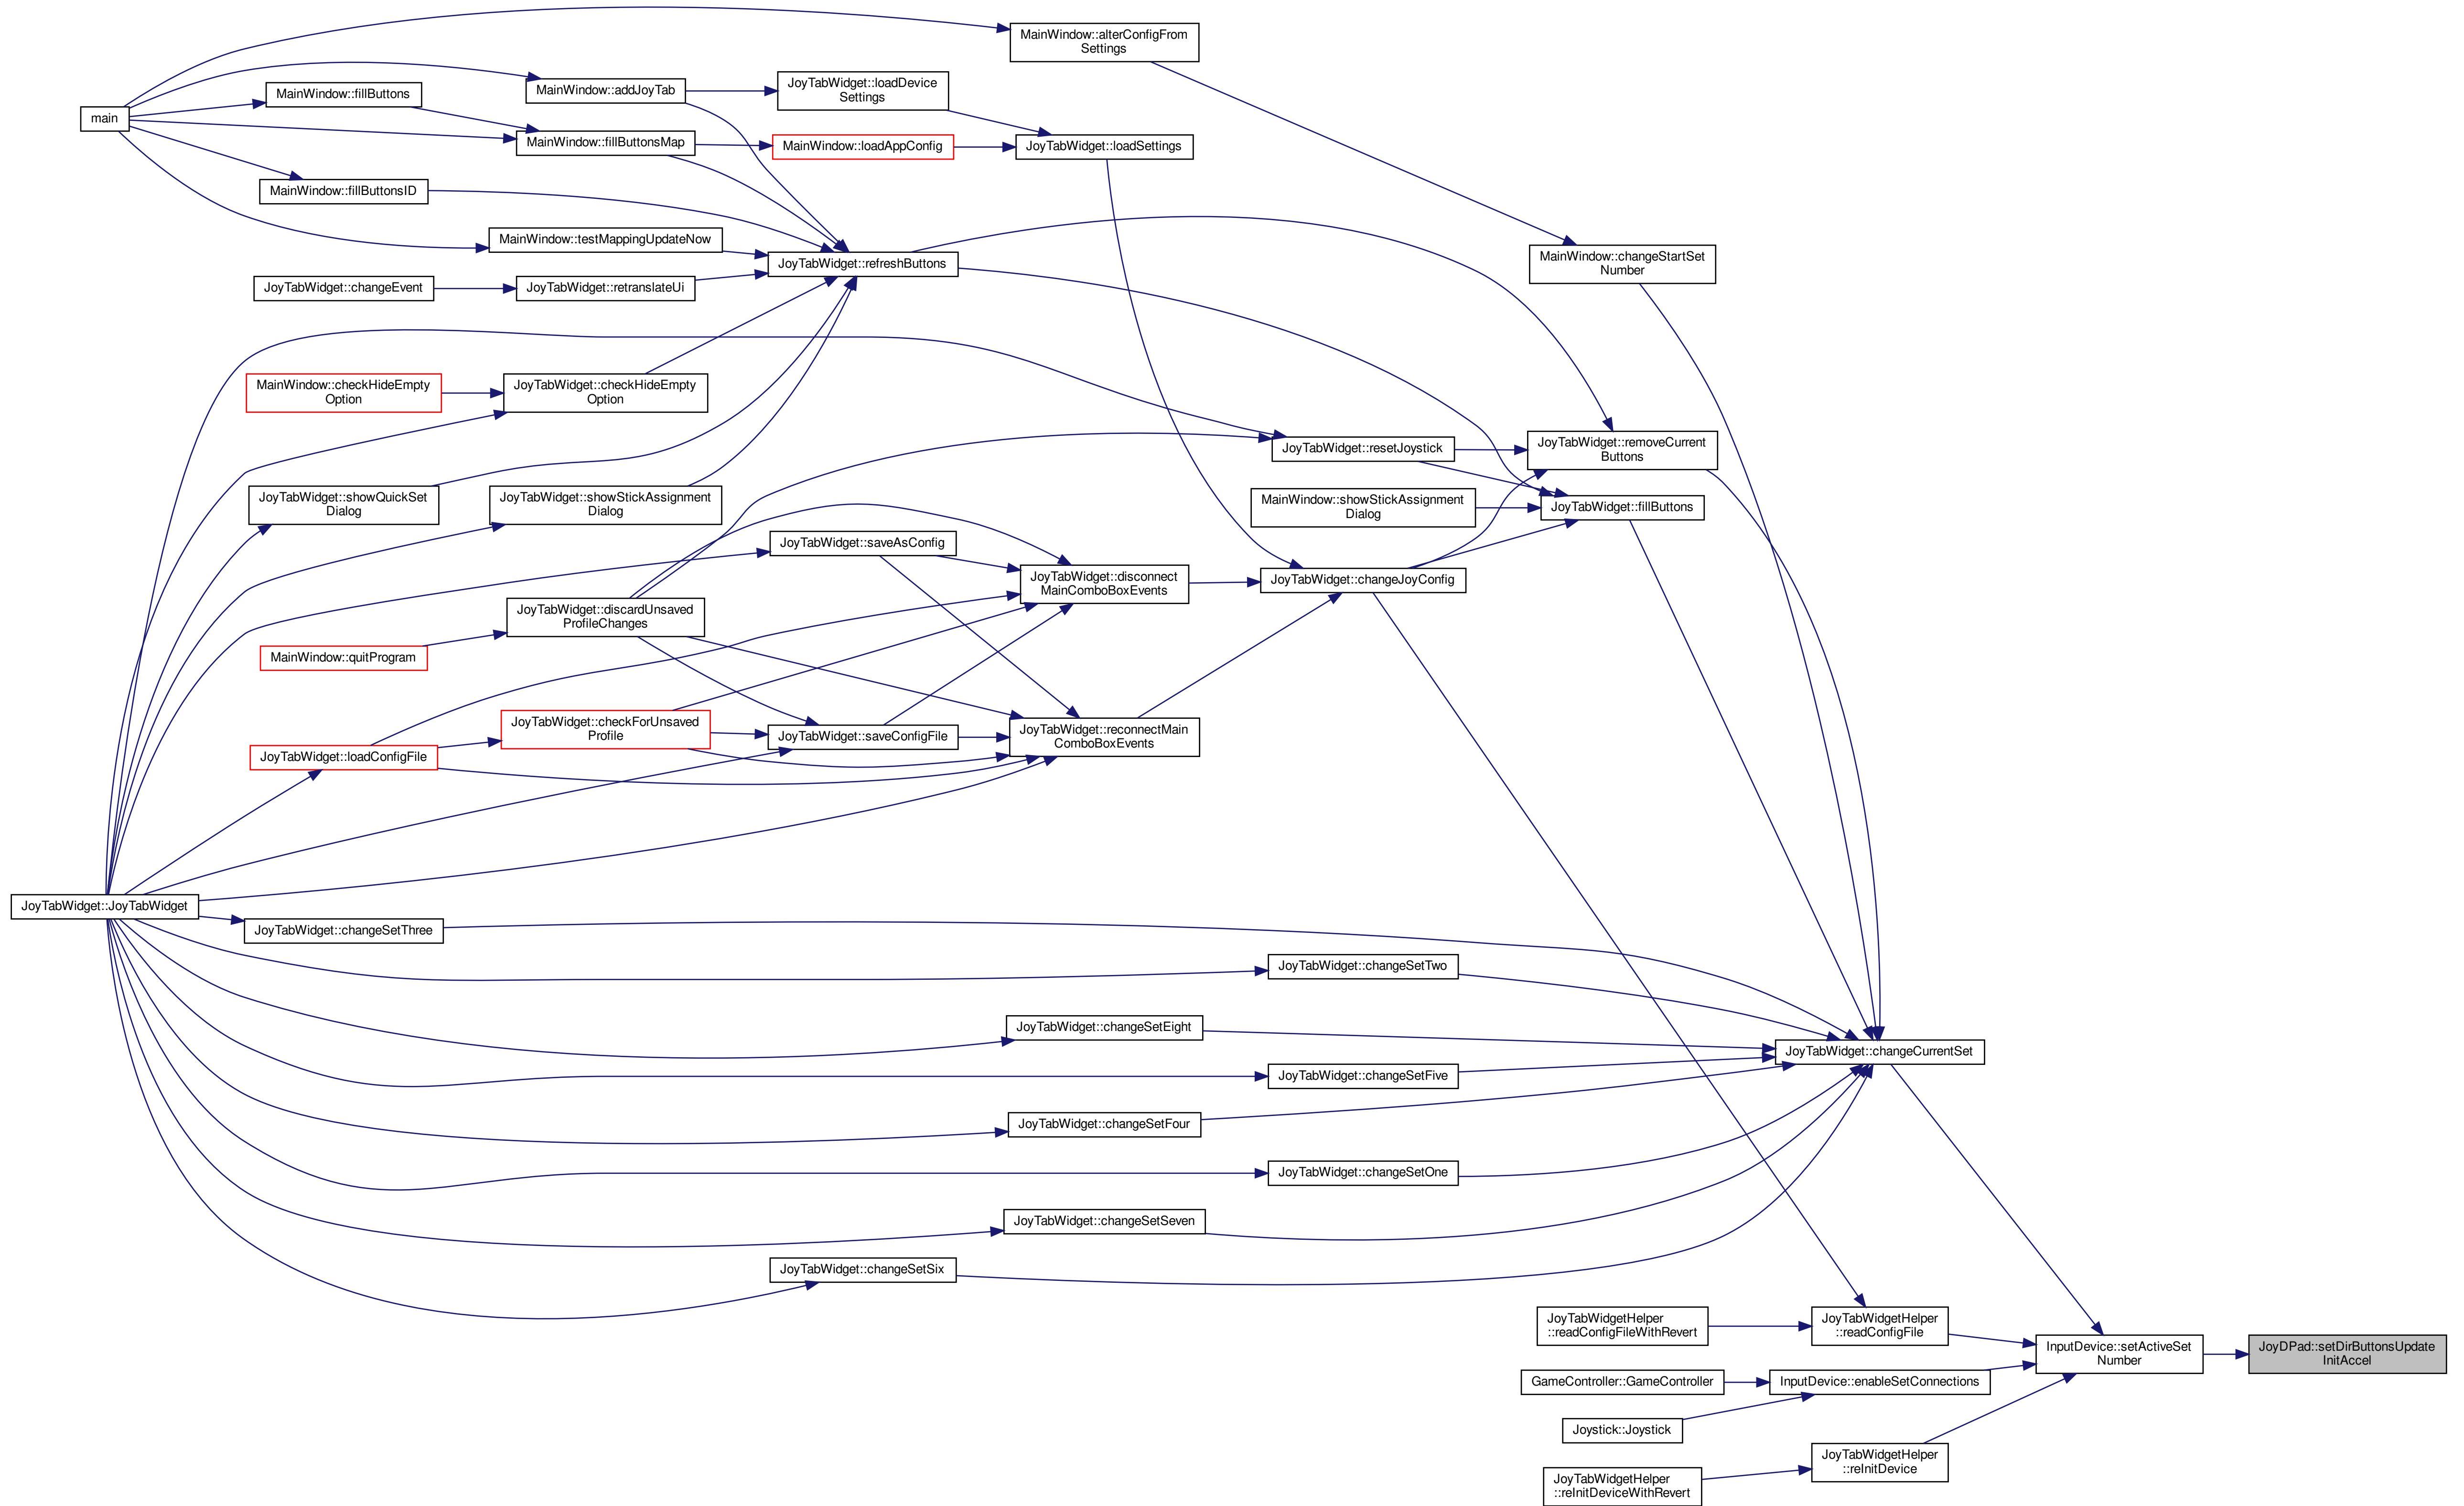 MainWindow::alterConfigFrom
Settings
MainWindow::addJoyTab
JoyTabWidget::loadDevice
Settings
MainWindow::fillButtons
main
MainWindow::fillButtonsMap
MainWindow::loadAppConfig
JoyTabWidget::loadSettings
MainWindow::fillButtonsID
MainWindow::testMappingUpdateNow
JoyTabWidget::refreshButtons
MainWindow::changeStartSet
Number
JoyTabWidget::changeEvent
JoyTabWidget::retranslateUi
MainWindow::checkHideEmpty
Option
JoyTabWidget::checkHideEmpty
Option
JoyTabWidget::resetJoystick
JoyTabWidget::removeCurrent
Buttons
JoyTabWidget::showQuickSet
Dialog
JoyTabWidget::showStickAssignment
Dialog
MainWindow::showStickAssignment
Dialog
JoyTabWidget::fillButtons
JoyTabWidget::saveAsConfig
JoyTabWidget::disconnect
MainComboBoxEvents
JoyTabWidget::changeJoyConfig
JoyTabWidget::discardUnsaved
ProfileChanges
MainWindow::quitProgram
JoyTabWidget::checkForUnsaved
Profile
JoyTabWidget::saveConfigFile
JoyTabWidget::reconnectMain
ComboBoxEvents
JoyTabWidget::loadConfigFile
JoyTabWidget::JoyTabWidget
JoyTabWidget::changeSetThree
JoyTabWidget::changeSetTwo
JoyTabWidget::changeSetEight
JoyTabWidget::changeCurrentSet
JoyTabWidget::changeSetFive
JoyTabWidget::changeSetFour
JoyTabWidget::changeSetOne
JoyTabWidget::changeSetSeven
JoyTabWidget::changeSetSix
JoyTabWidgetHelper
::readConfigFileWithRevert
JoyTabWidgetHelper
::readConfigFile
InputDevice::setActiveSet
Number
JoyDPad::setDirButtonsUpdate
InitAccel
GameController::GameController
InputDevice::enableSetConnections
Joystick::Joystick
JoyTabWidgetHelper
::reInitDevice
JoyTabWidgetHelper
::reInitDeviceWithRevert